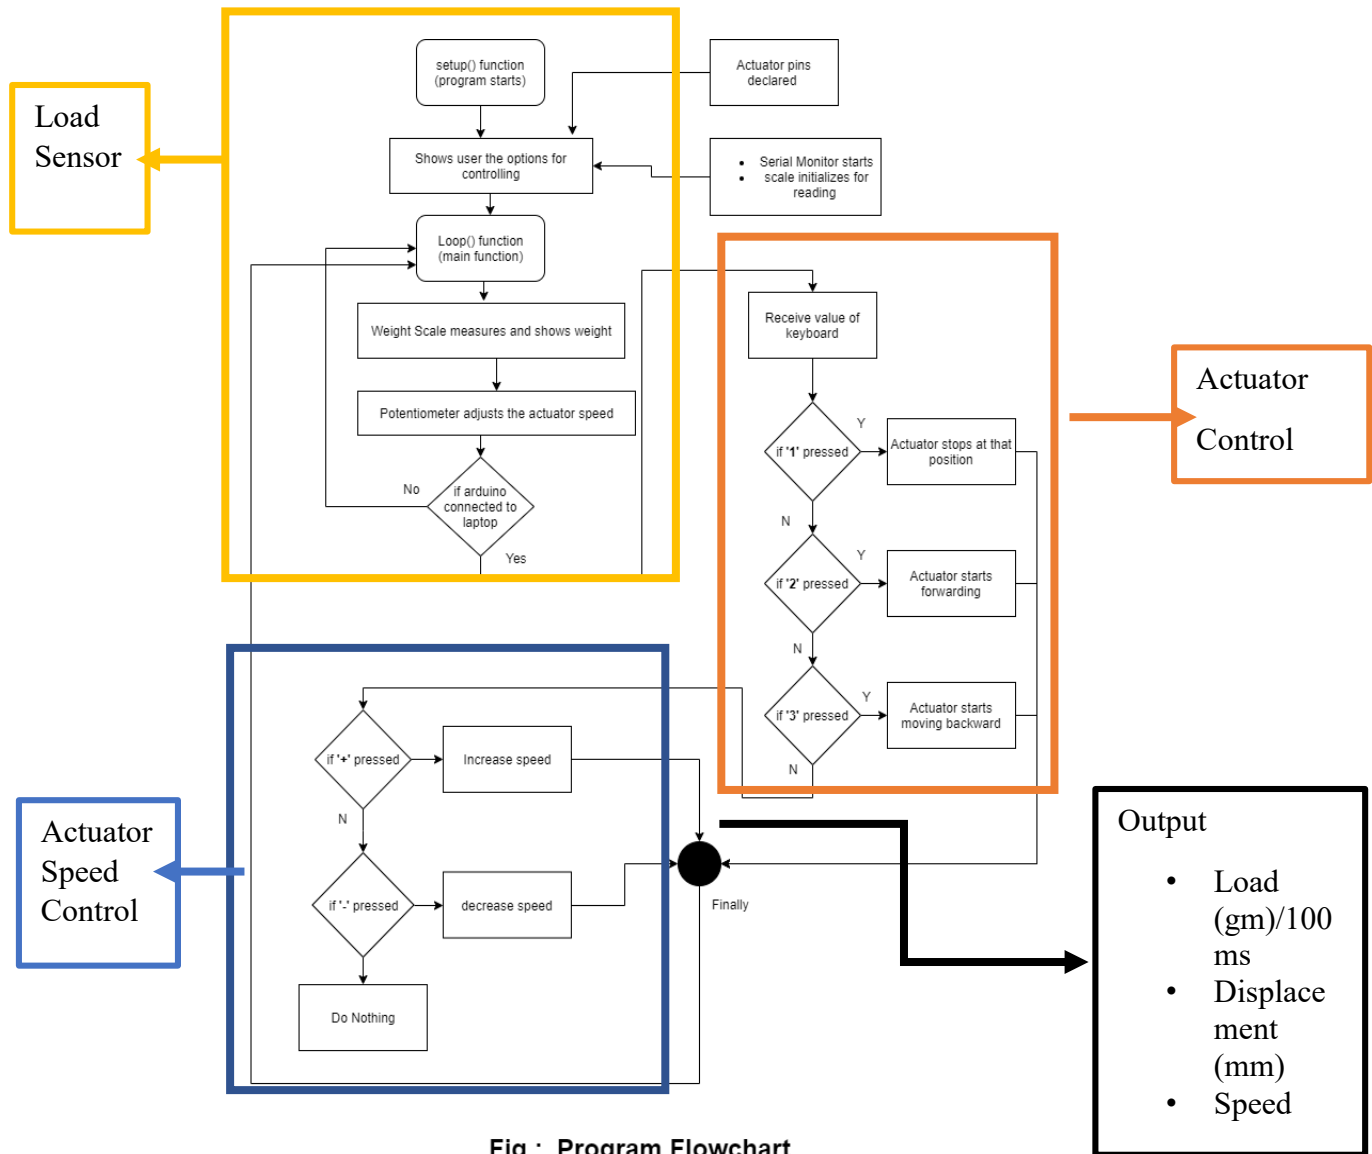 setup() function
(program starts)
Actuator pins
declared
Load
Sensor
Shows user the options for
controlling
• Serial Monitor starts
• scale initializes for
reading
Loop() function
(main function)
Weight Scale measures and shows weight
Potentiometer adjusts the actuator speed
No
if arduino
connected to
laptop
Yes
Receive value of
keyboard
Actuator
Control
if '1' pressed
Y
Actuator stops at that
position
N
if '2' pressed
Y
Actuator starts
forwarding
N
if '3' pressed
Y
Actuator starts
moving backward
N
if '+' pressed
Increase speed
N
Actuator
Speed
Control
if '-' pressed
decrease speed
Finally
Do Nothing
Output
• Load
(gm)/100
ms
• Displace
ment
(mm)
• Speed
Fig : Program Flowchart